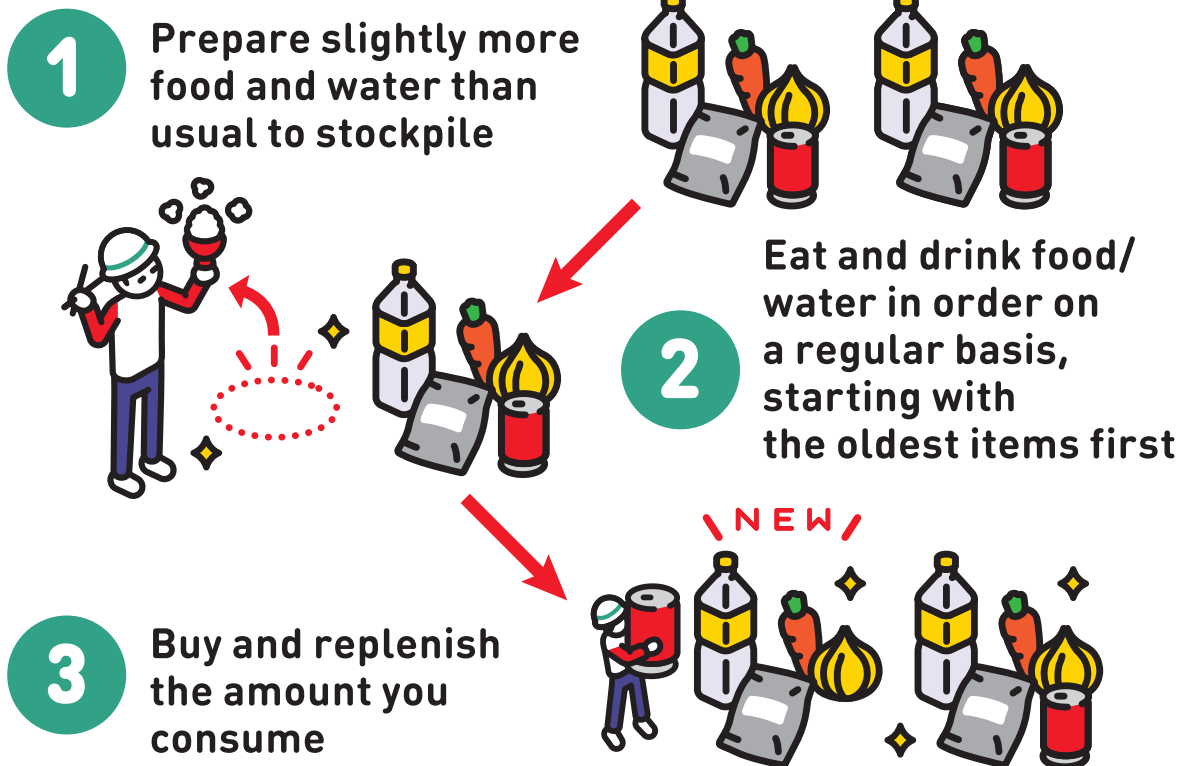 1
Prepare slightly more
food and water than
usual to stockpile
2
Eat and drink food/
water in order on
a regular basis,
starting with
the oldest items first
NEW
3
Buy and replenish
the amount you
consume